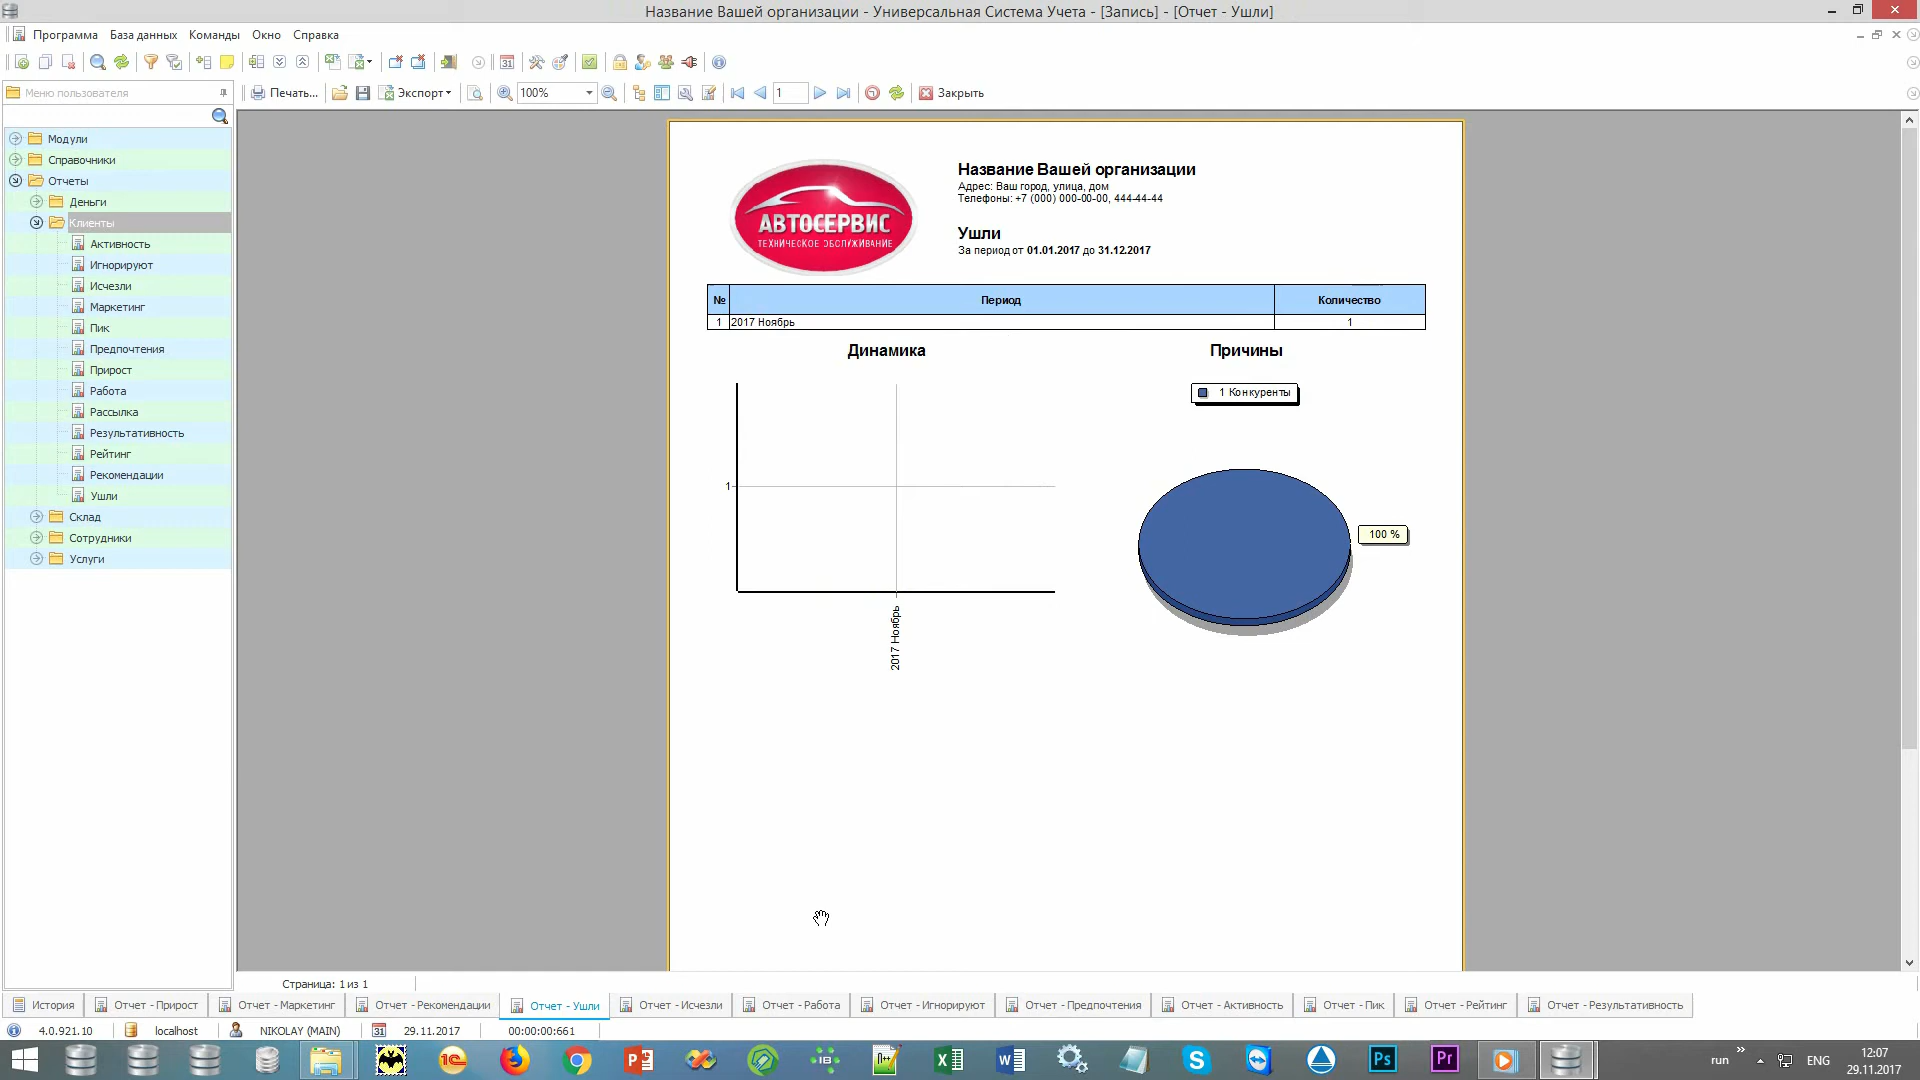 Название Вашей организации - Универсальная Система Учета - [Запись] - [Отчет - Ушли]
Программа База данных Команды Окно Справка
Меню пользователя
Печать... Экспорт 100% 1 Закрыть
Модули
Справочники
Отчеты
Деньги
Клиенты
Активность
Игнорируют
Исчезли
Маркетинг
Пик
Предпочтения
Прирост
Работа
Рассылка
Результативность
Рейтинг
Рекомендации
Ушли
Склад
Сотрудники
Услуги
АВТОСЕРВИС
ТЕХНИЧЕСКОЕ ОБСЛУЖИВАНИЕ
Название Вашей организации
Адрес: Ваш город, улица, дом
Телефоны: +7 (000) 000-00-00, 444-44-44
Ушли
За период от 01.01.2017 до 31.12.2017
№ Период Количество
1 2017 Ноябрь 1
Динамика
1
2017 Ноябрь
Причины
1 Конкуренты
100 %
Страница: 1 из 1
История Отчет - Прирост Отчет - Маркетинг Отчет - Рекомендации Отчет - Ушли Отчет - Исчезли Отчет - Работа Отчет - Игнорируют Отчет - Предпочтения Отчет - Активность Отчет - Пик Отчет - Рейтинг Отчет - Результативность
4.0.921.10 localhost NIKOLAY (MAIN) 31 29.11.2017 00:00:00:661
run ENG 12:07
29.11.2017